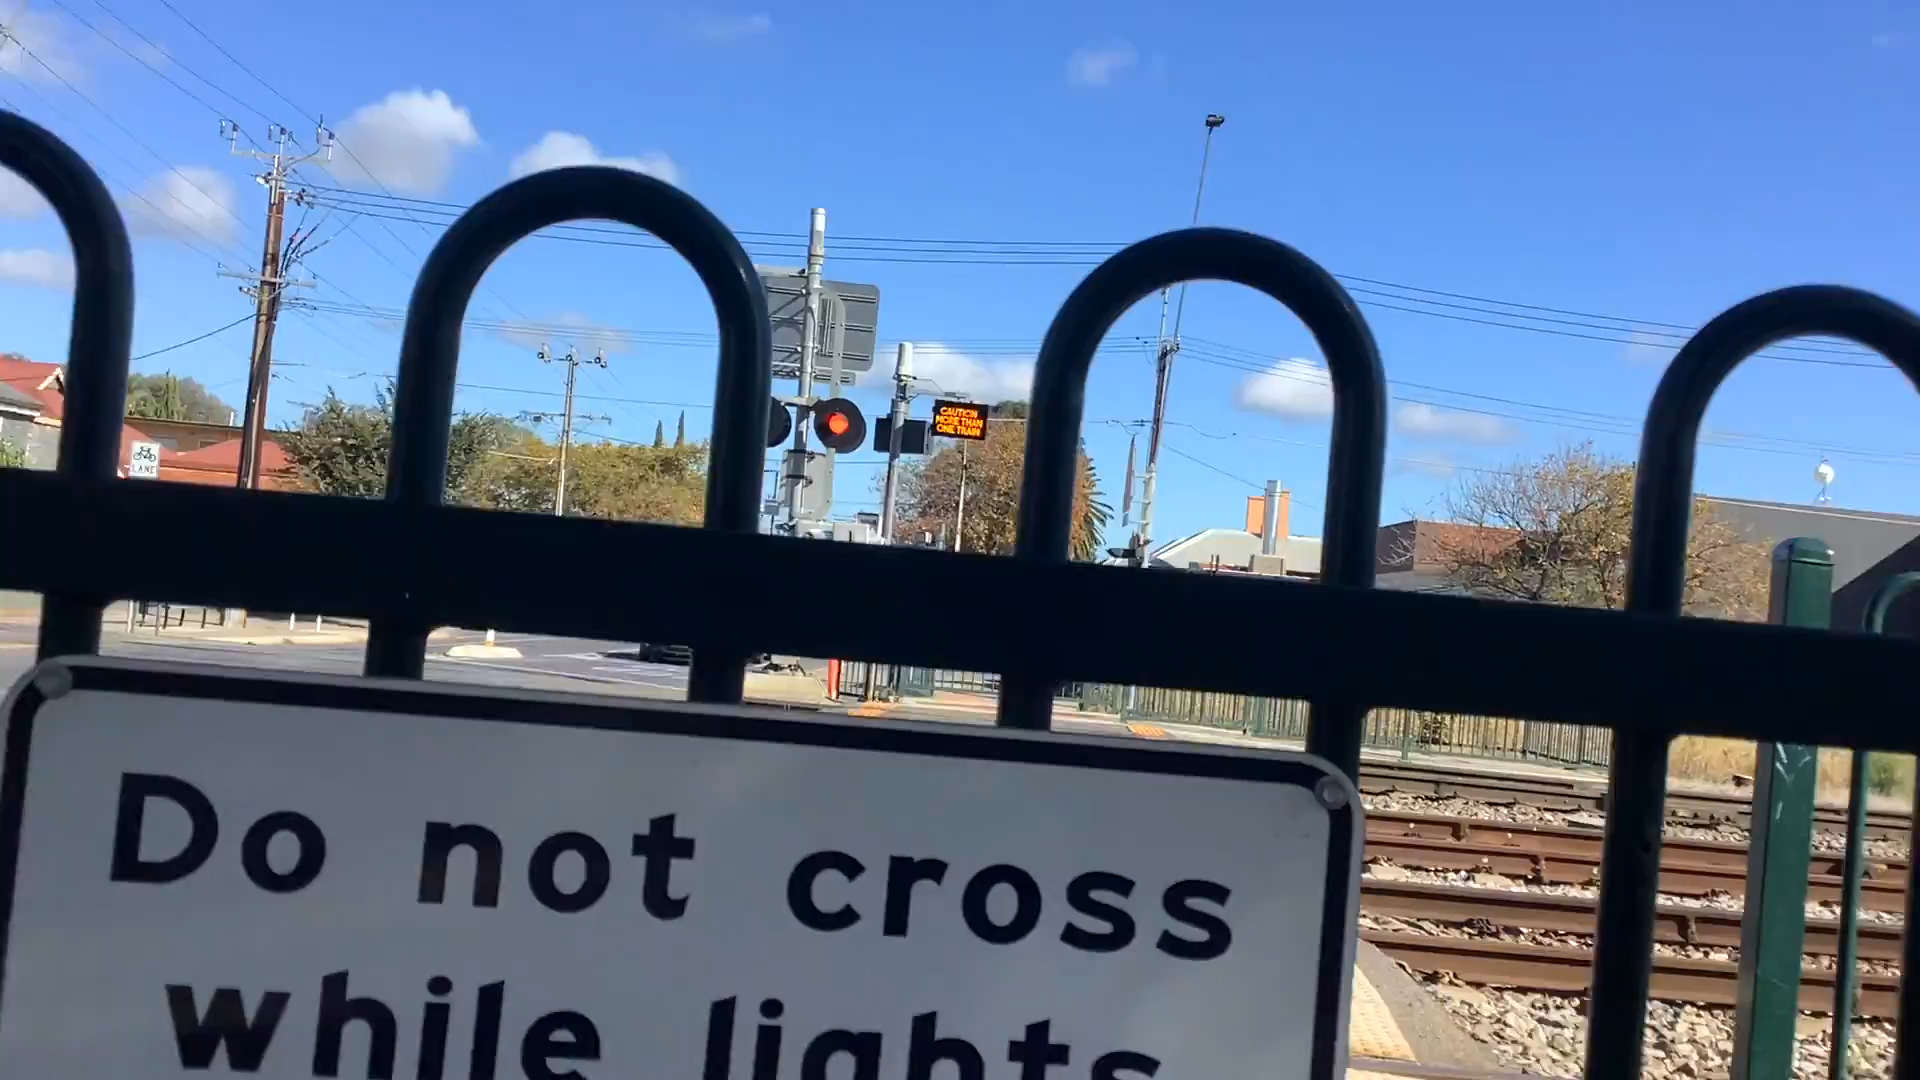 CAUTION
MORE THAN
ONE TRAIN
LANE
Do not cross
while lights